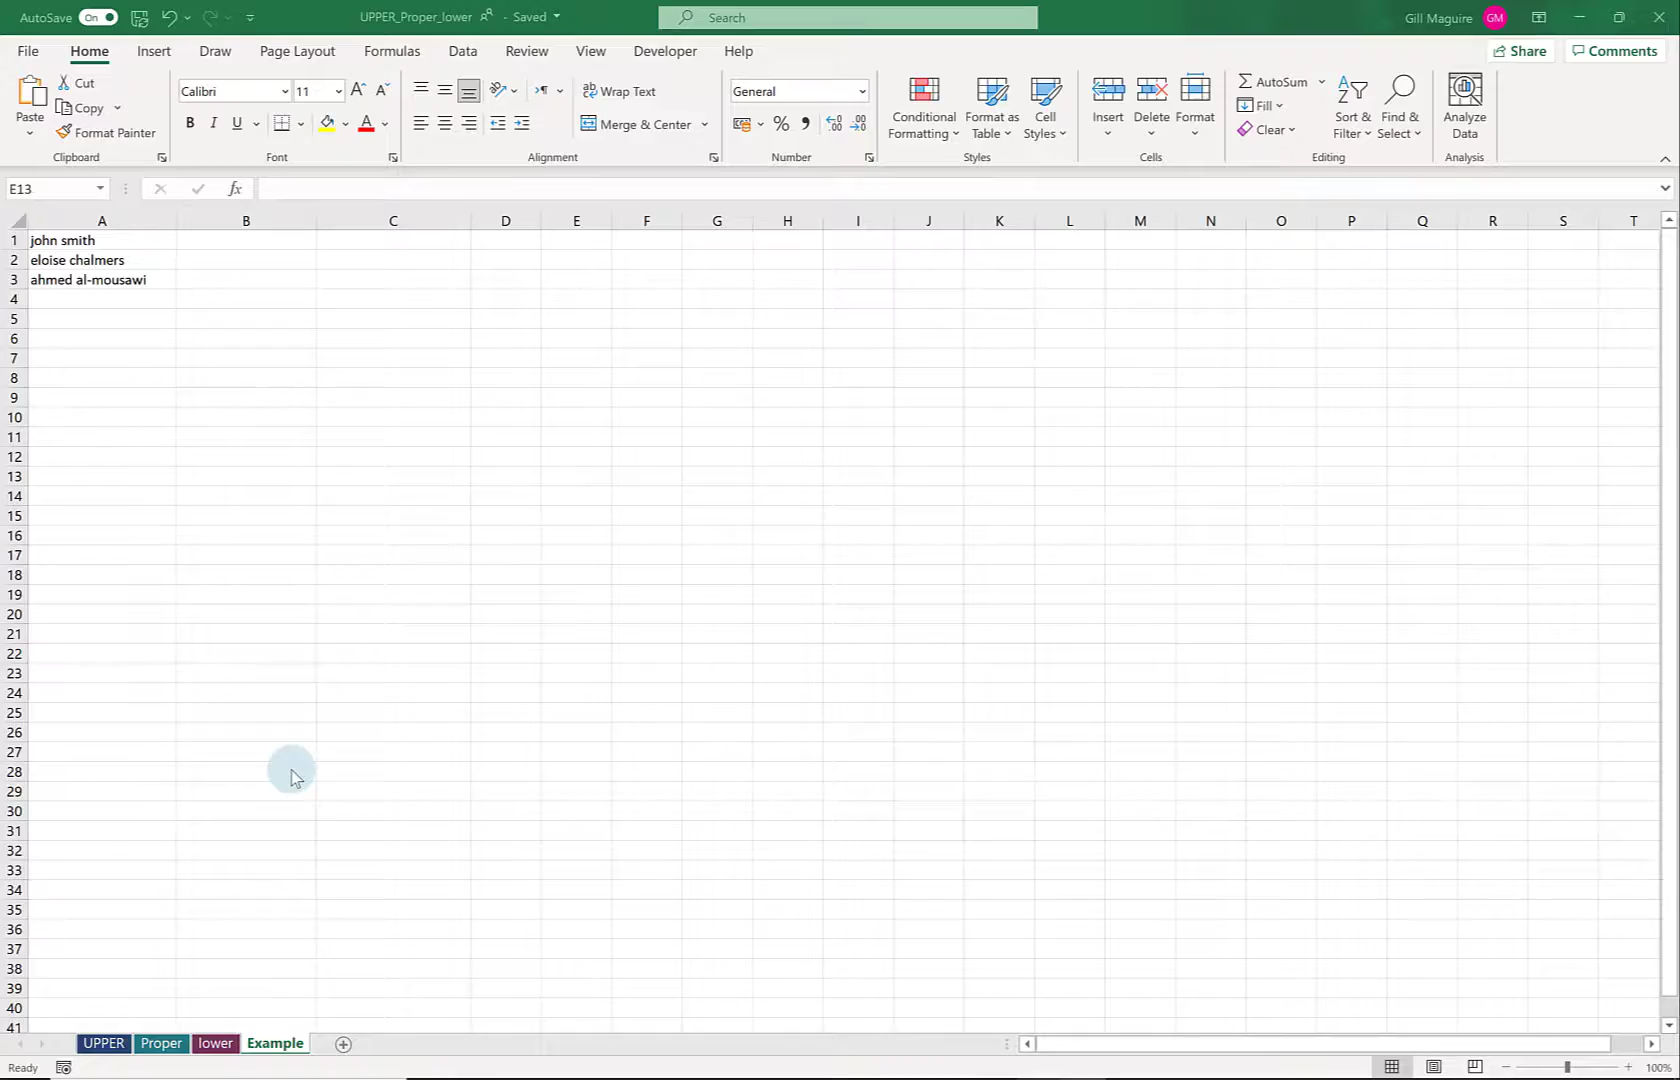 AutoSave On UPPER_Proper_lower - Saved Search Gill Maguire GM
File Home Insert Draw Page Layout Formulas Data Review View Developer Help Share Comments
Paste Cut Copy Format Painter Clipboard
Calibri 11 A A B I U A Font
ab Wrap Text Merge & Center Alignment
General % , Number
Conditional Formatting Format as Table Cell Styles Styles
Insert Delete Format Cells
AutoSum Fill Clear Sort & Filter Find & Select Editing
Analyze Data Analysis
E13 fx
A B C D E F G H I J K L M N O P Q R S T
1 john smith
2 eloise chalmers
3 ahmed al-mousawi
4
5
6
7
8
9
10
11
12
13
14
15
16
17
18
19
20
21
22
23
24
25
26
27
28
29
30
31
32
33
34
35
36
37
38
39
40
41
UPPER Proper lower Example
Ready 100%